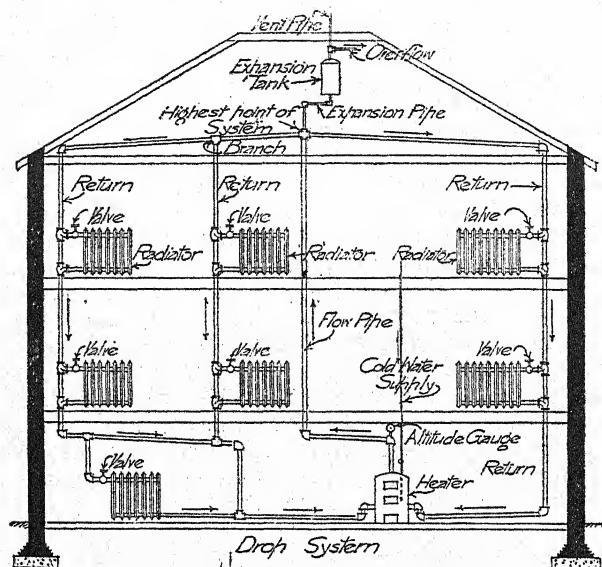 Vent Pipe
Overflow
Expansion
Tank
Highest point of
System
Expansion Pipe
Branch
Return
Return
Return
Valve
Valve
Valve
Radiator
Radiator
Radiator
Flow Pipe
Valve
Valve
Valve
Cold Water
Supply
Altitude Gauge
Valve
Heater
Return
Drop System